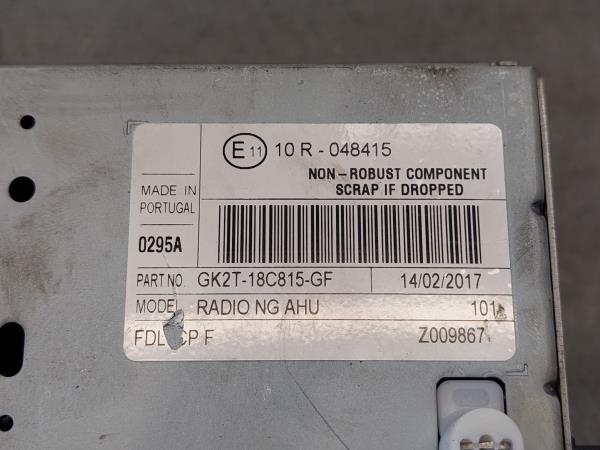 E 11 10 R - 048415
NON - ROBUST COMPONENT
SCRAP IF DROPPED
MADE IN
PORTUGAL
0295A
PART NO. GK2T-18C815-GF 14/02/2017
MODEL RADIO NG AHU 101
F
Z009867